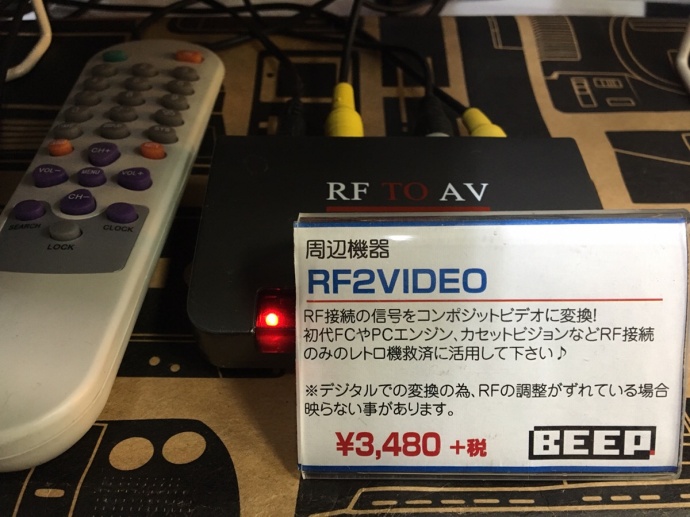 CH+
VOL-
MENU
VOL+
CH-
SEARCH
CLOCK
LOCK
RF TO AV
周辺機器
RF2VIDEO
RF接続の信号をコンポジットビデオに変換!
初代FCやPCエンジン、カセットビジョンなどRF接続
のみのレトロ機救済に活用して下さい♪
※デジタルでの変換の為、RFの調整がずれている場合
映らない事があります。
¥3,480 +税
BEEP.